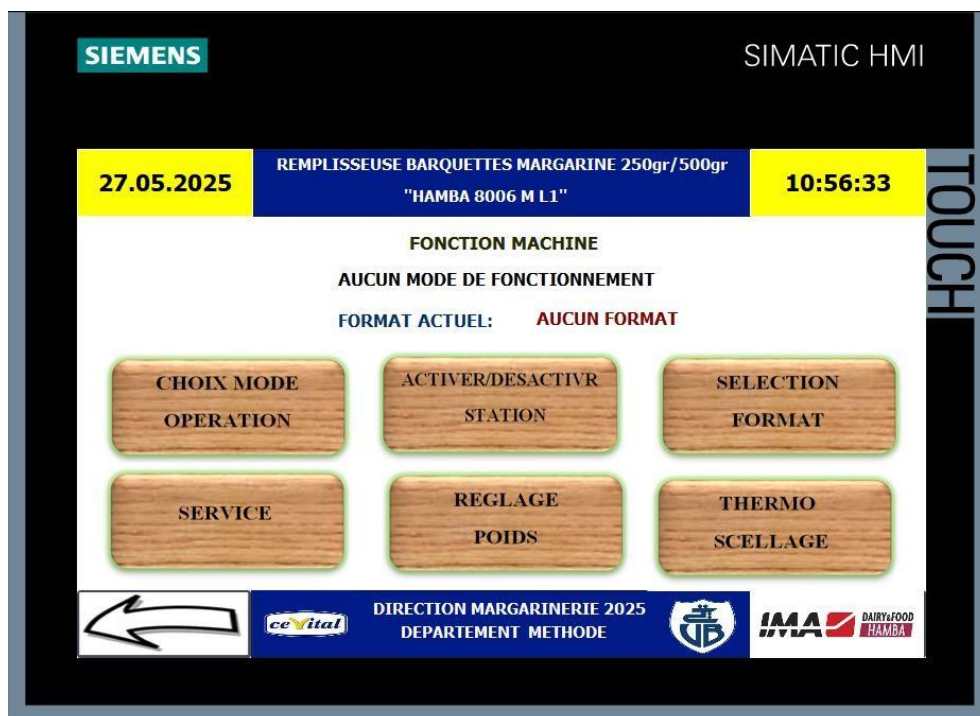 SIEMENS
SIMATIC HMI
TOUCH
27.05.2025
REMPLISSEUSE BARQUETTES MARGARINE 250gr/500gr
"HAMBA 8006 M L1"
10:56:33
FONCTION MACHINE
AUCUN MODE DE FONCTIONNEMENT
FORMAT ACTUEL: AUCUN FORMAT
CHOIX MODE
OPERATION
ACTIVER/DESACTIVR
STATION
SELECTION
FORMAT
SERVICE
REGLAGE
POIDS
THERMO
SCELLAGE
ceVital
DIRECTION MARGARINERIE 2025
DEPARTEMENT METHODE
UB
IMA
DAIRY&FOOD
HAMBA